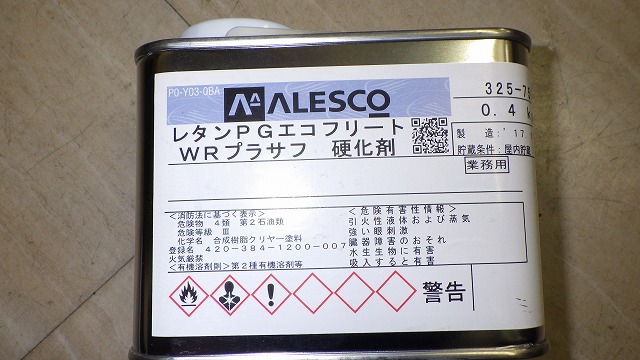 PO-Y03-0BA
ALESCO
325-75
0.4 k
レタンPGエコフリート
WRプラサフ 硬化剤
製 造:'17.
貯蔵条件:屋内貯蔵
業務用
<消防法に基づく表示>
危険物 4類 第2石油類
危険等級 Ⅲ
化学名 合成樹脂クリヤー塗料
登録名 420-384-1200-007
火気厳禁
<有機溶剤則>第2種有機溶剤等
<危険有害性情報>
引火性液体および蒸気
強い眼刺激
臓器障害のおそれ
水生生物に有害
吸入すると有害
警告